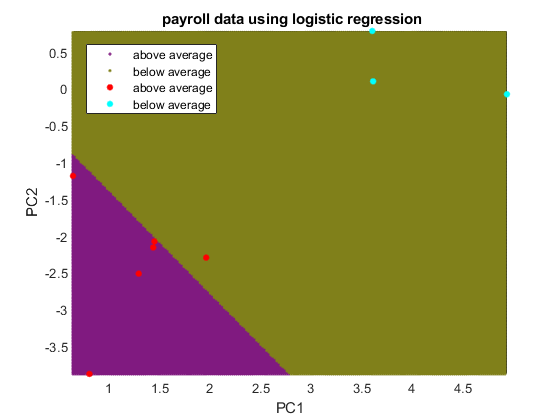 payroll data using logistic regression
above average
below average
above average
below average
0.5
0
-0.5
-1
-1.5
-2
-2.5
-3
-3.5
PC2
1 1.5 2 2.5 3 3.5 4 4.5
PC1